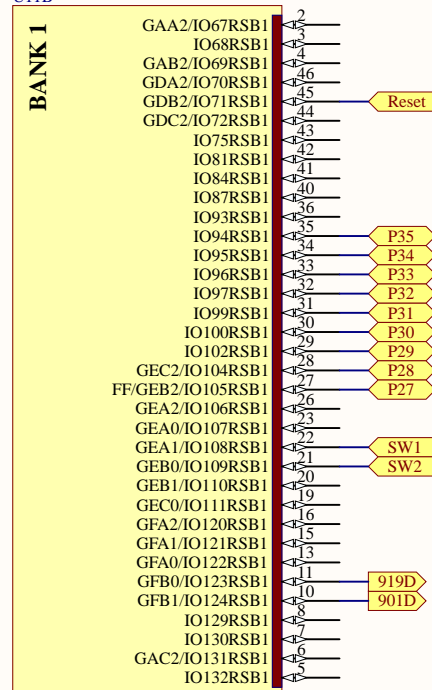 BANK 1
GAA2/IO67RSB1 2
IO68RSB1 3
GAB2/IO69RSB1 4
GDA2/IO70RSB1 46
GDB2/IO71RSB1 45 Reset
GDC2/IO72RSB1 44
IO75RSB1 43
IO81RSB1 42
IO84RSB1 41
IO87RSB1 40
IO93RSB1 36
IO94RSB1 35 P35
IO95RSB1 34 P34
IO96RSB1 33 P33
IO97RSB1 32 P32
IO99RSB1 31 P31
IO100RSB1 30 P30
IO102RSB1 29 P29
GEC2/IO104RSB1 28 P28
FF/GEB2/IO105RSB1 27 P27
GEA2/IO106RSB1 26
GEA0/IO107RSB1 23
GEA1/IO108RSB1 22 SW1
GEB0/IO109RSB1 21 SW2
GEB1/IO110RSB1 20
GEC0/IO111RSB1 19
GFA2/IO120RSB1 16
GFA1/IO121RSB1 15
GFA0/IO122RSB1 13
GFB0/IO123RSB1 11 919D
GFB1/IO124RSB1 10 901D
IO129RSB1 8
IO130RSB1 7
GAC2/IO131RSB1 6
IO132RSB1 5